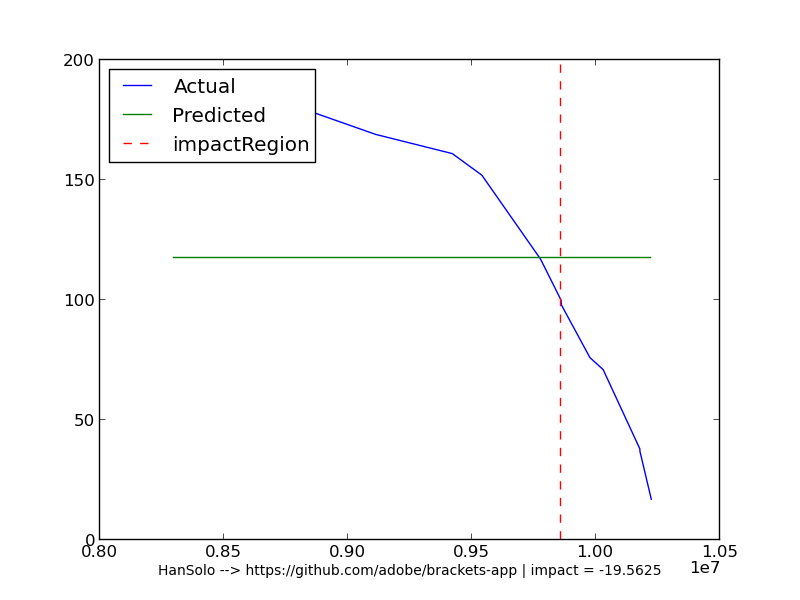 200
Actual
Predicted
impactRegion
150
100
50
0
0.80 0.85 0.90 0.95 1.00 1.05
1e7
HanSolo --> https://github.com/adobe/brackets-app | impact = -19.5625